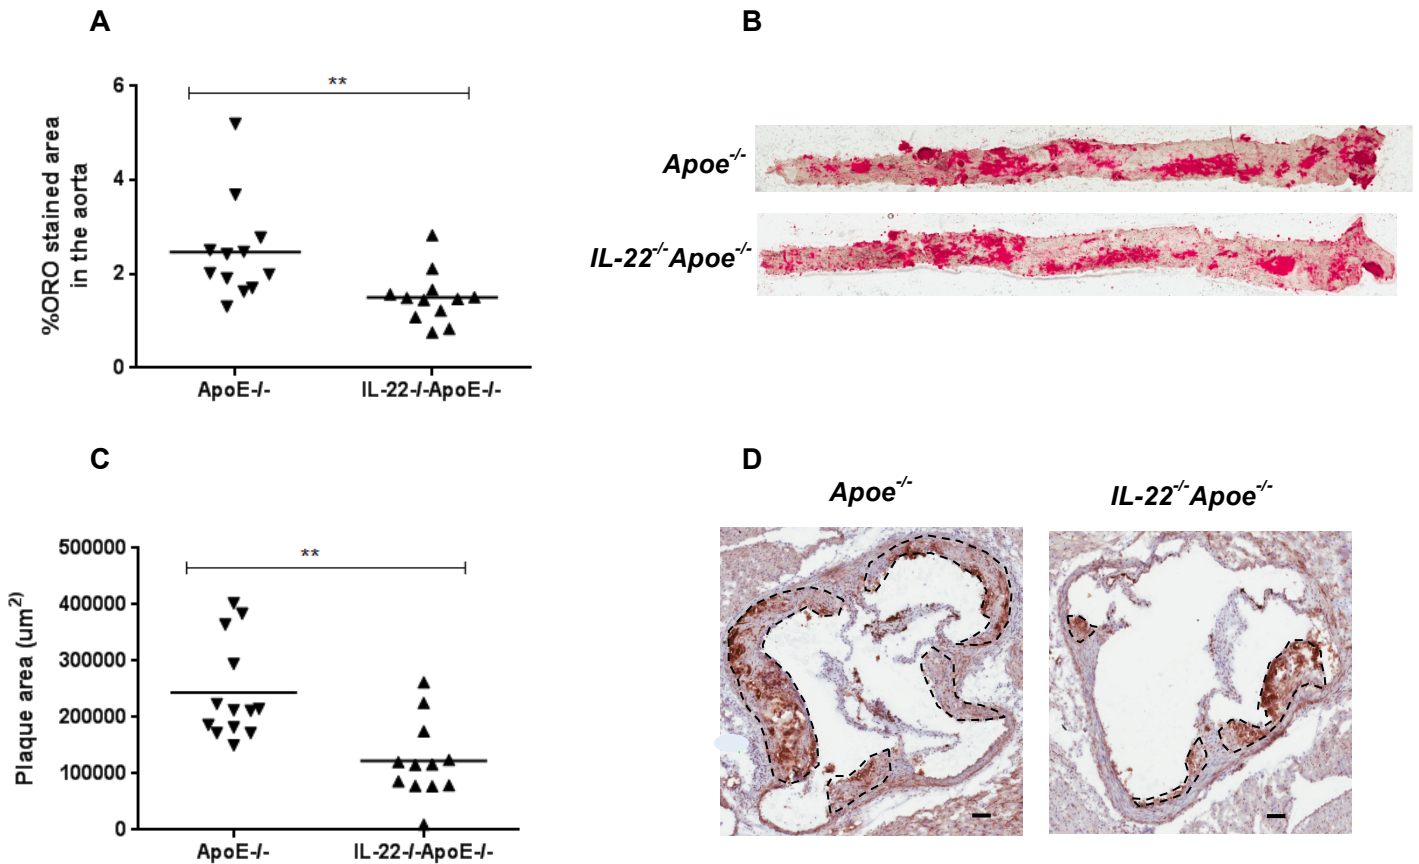 A
%ORO stained area
in the aorta
6
4
2
0
**
ApoE-/-
IL-22-/-ApoE-/-
B
Apoe-/-
IL-22-/-Apoe-/-
C
Plaque area (um2)
500000
400000
300000
200000
100000
0
**
ApoE-/-
IL-22-/-ApoE-/-
D
Apoe-/-
IL-22-/-Apoe-/-